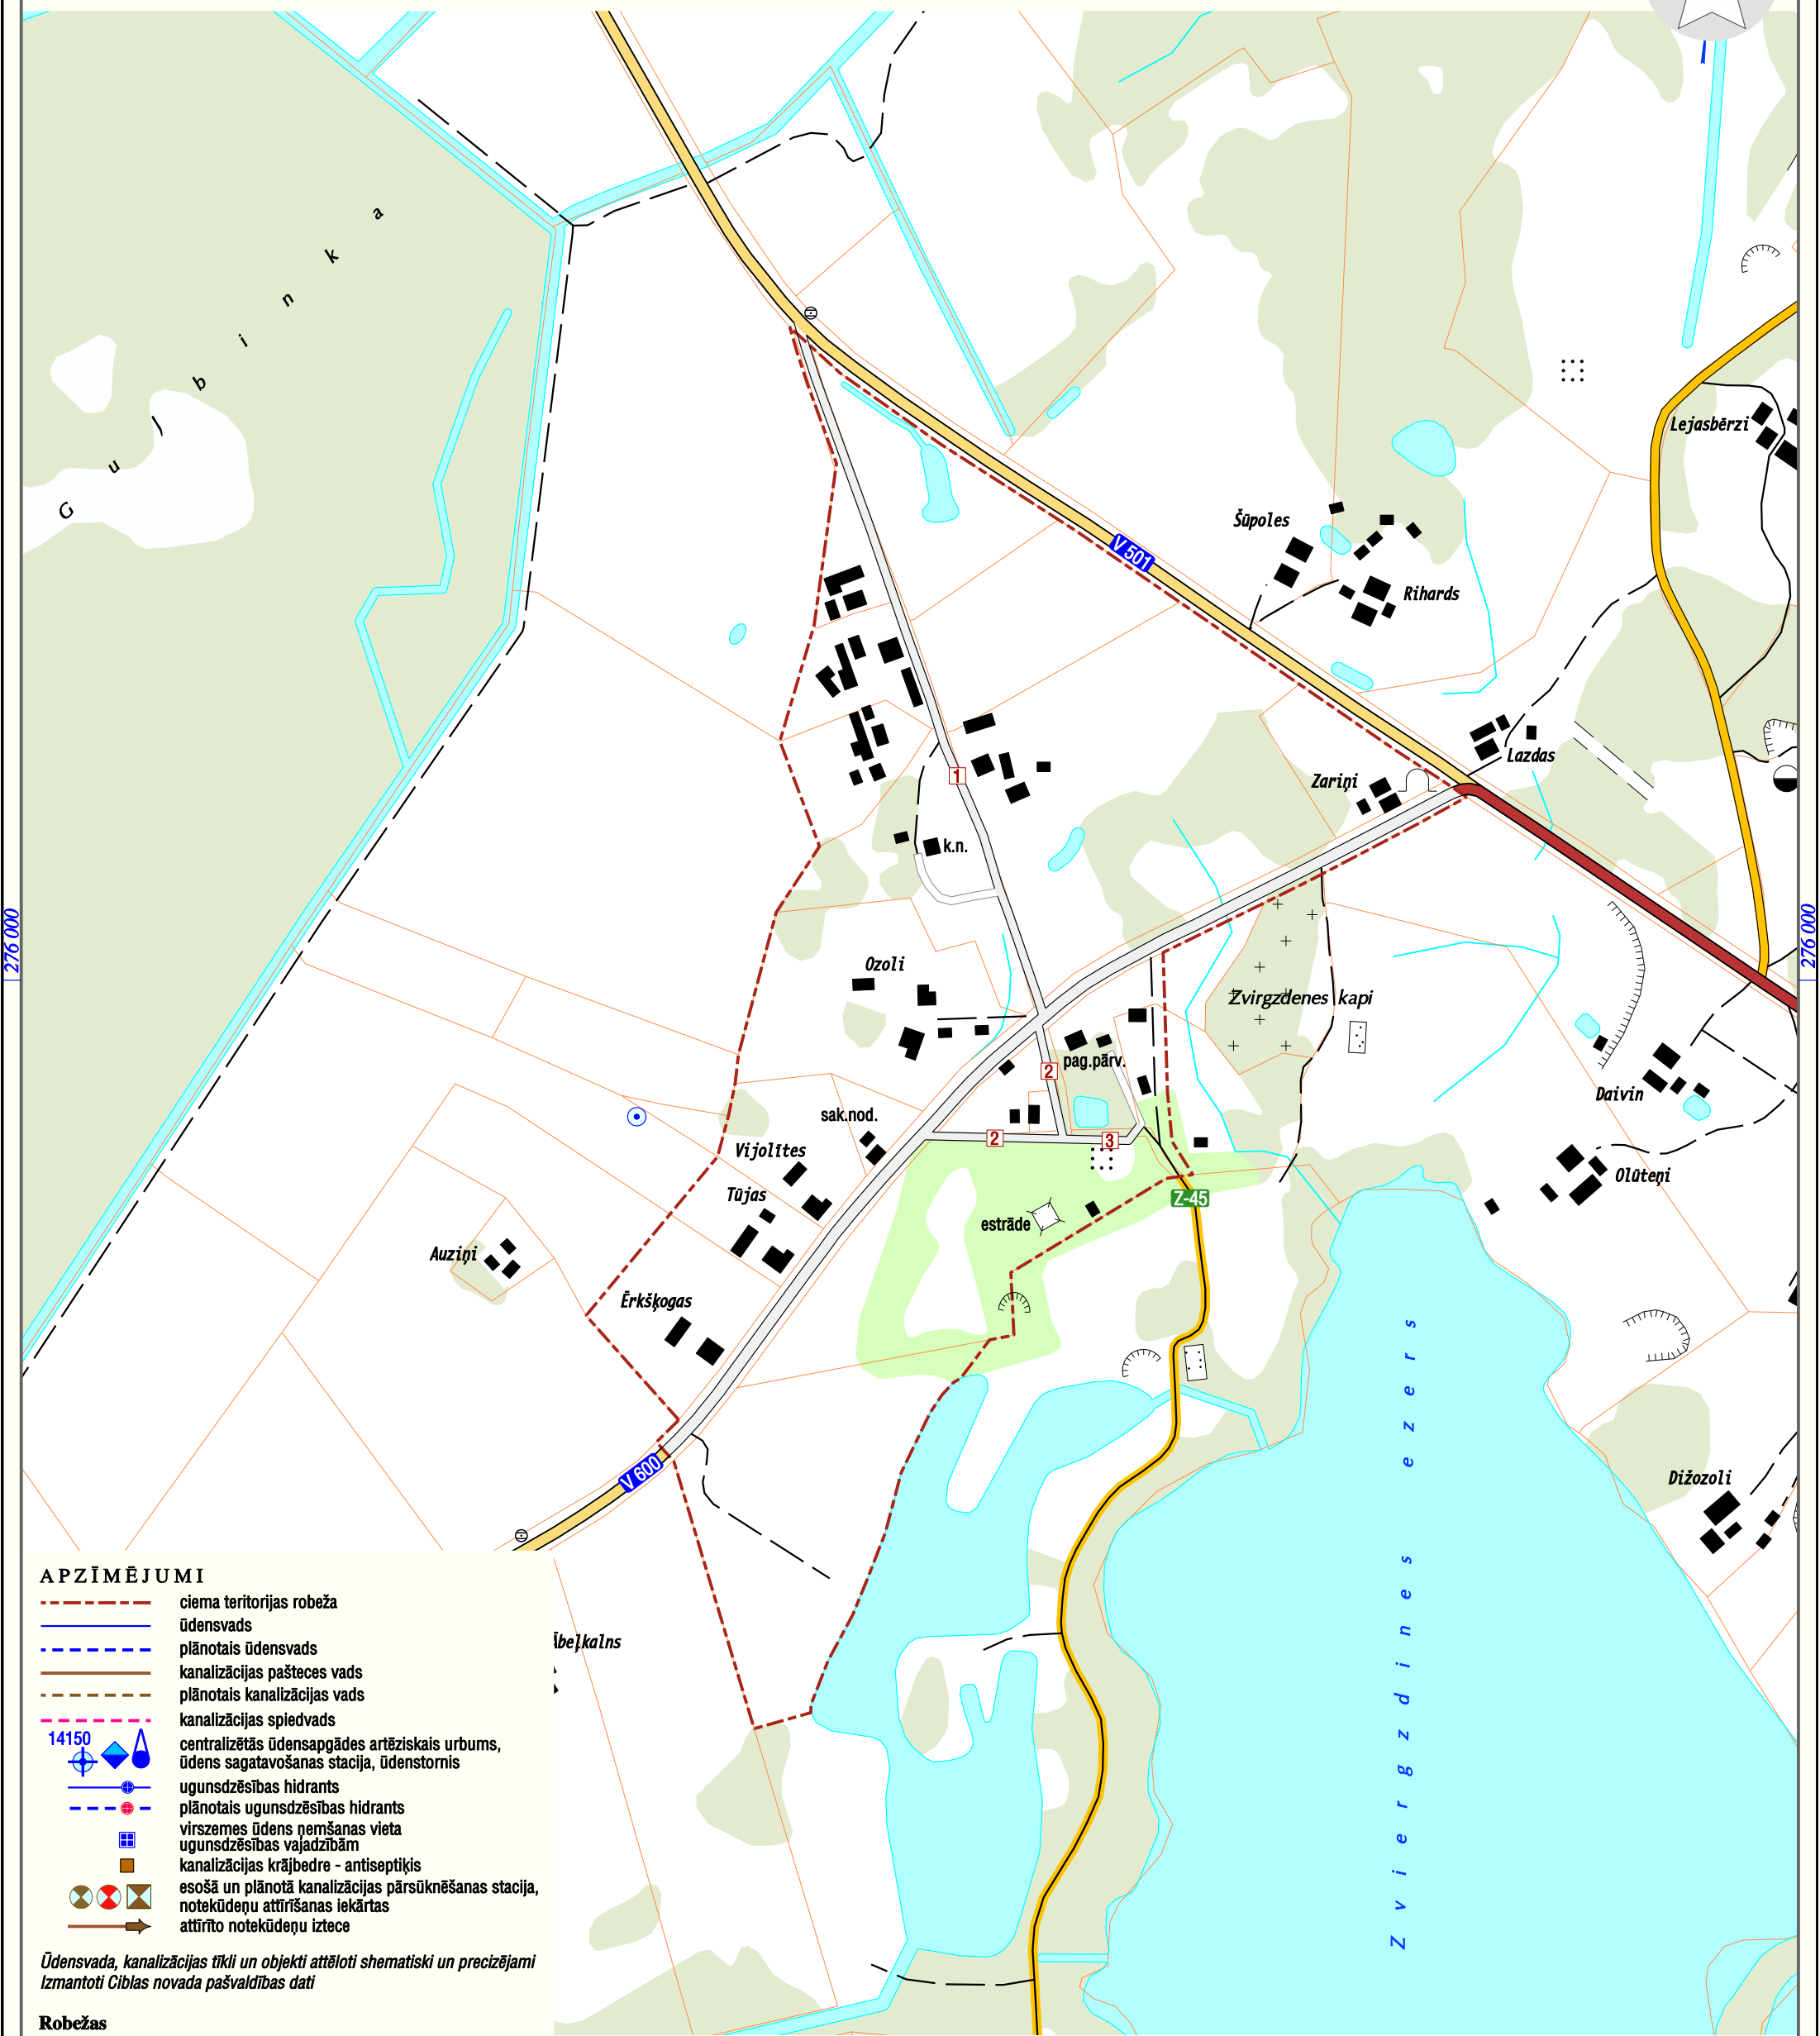 Gulbinka
V 501
Lejasbērzi
Šūpoles
Rihards
Lazdas
Zariņi
1
k.n.
276 000
276 000
Ozoli
Zvirgzdenes kapi
pag.pārv.
2
Daivin
sak.nod.
2
3
Vijolītes
Olūteņi
Tūjas
Z-45
estrāde
Auziņi
Ērkšķogas
V 600
Dižozoli
Zviergzdines ezers
Ābeļkalns
APZĪMĒJUMI
ciema teritorijas robeža
ūdensvads
plānotais ūdensvads
kanalizācijas pašteces vads
plānotais kanalizācijas vads
kanalizācijas spiedvads
14150
centralizētās ūdensapgādes artēziskais urbums,
ūdens sagatavošanas stacija, ūdenstornis
ugunsdzēsības hidrants
plānotais ugunsdzēsības hidrants
virszemes ūdens ņemšanas vieta
ugunsdzēsības vajadzībām
kanalizācijas krājbedre - antiseptiķis
esošā un plānotā kanalizācijas pārsūknēšanas stacija,
notekūdeņu attīrīšanas iekārtas
attīrīto notekūdeņu iztece
Ūdensvada, kanalizācijas tīkli un objekti attēloti shematiski un precizējami
Izmantoti Ciblas novada pašvaldības dati
Robežas